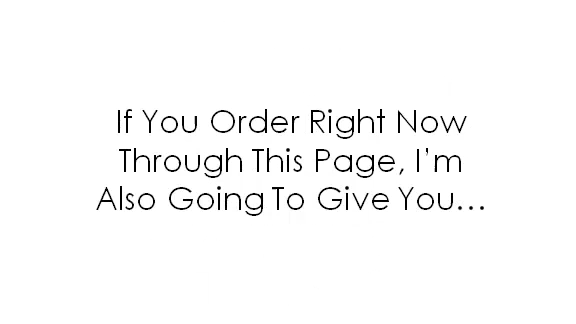 If You Order Right Now
Through This Page, I’m
Also Going To Give You...